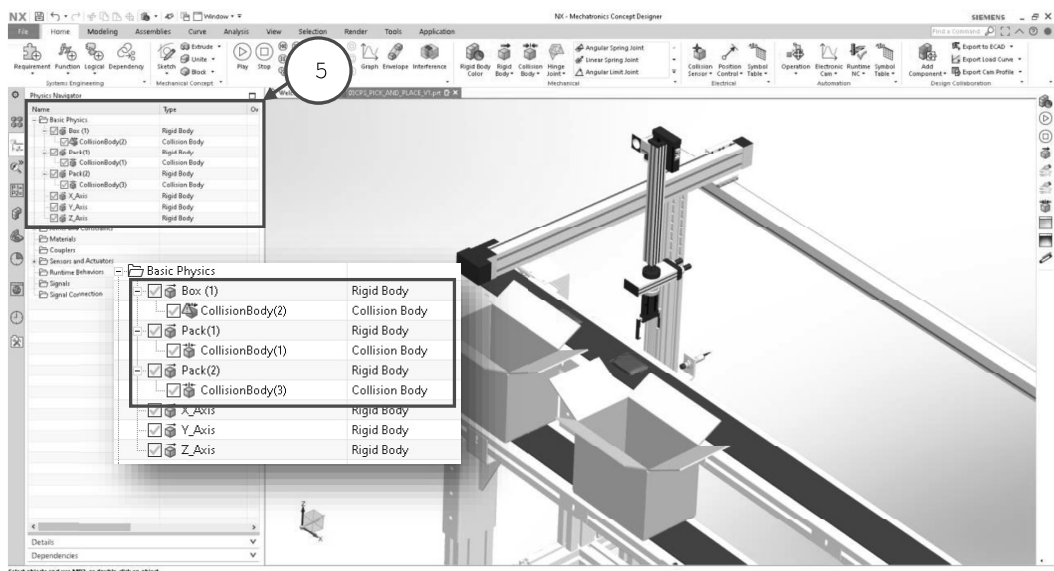 NX
Window
NX - Mechatronics Concept Designer
SIEMENS
File Home Modeling Assemblies Curve Analysis View Selection Render Tools Application
Find a Command
Requirement Function Logical Dependency
Systems Engineering
Sketch
Extrude
Unite
Block
Mechanical Concept
Play Stop
5
Graph Envelope Interference
Rigid Body Color
Rigid Body
Collision Body
Hinge Joint
Angular Spring Joint
Linear Spring Joint
Angular Limit Joint
Mechanical
Collision Sensor
Position Control
Symbol Table
Electrical
Operation
Electronic Cam
Runtime NC
Symbol Table
Automation
Add Component
Export to ECAD
Export Load Curve
Export Cam Profile
Design Collaboration
Physics Navigator
PICK_AND_PLACE_V1.prt
Name Type Ov
Basic Physics
Box (1) Rigid Body
CollisionBody(2) Collision Body
Pack(1) Rigid Body
CollisionBody(1) Collision Body
Pack(2) Rigid Body
CollisionBody(3) Collision Body
X_Axis Rigid Body
Y_Axis Rigid Body
Z_Axis Rigid Body
Materials
Couplers
Sensors and Actuators
Runtime Behaviors
Signals
Signal Connection
Basic Physics
Box (1) Rigid Body
CollisionBody(2) Collision Body
Pack(1) Rigid Body
CollisionBody(1) Collision Body
Pack(2) Rigid Body
CollisionBody(3) Collision Body
X_Axis Rigid Body
Y_Axis Rigid Body
Z_Axis Rigid Body
Z
X
Details
Dependencies